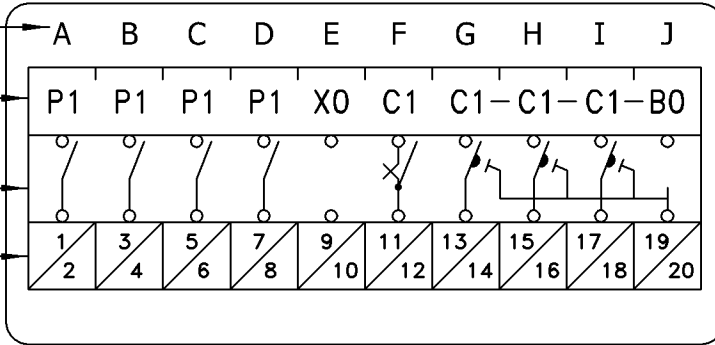 A B C D E F G H I J
P1 P1 P1 P1 X0 C1 C1-C1-C1-B0
1 3 5 7 9 11 13 15 17 19
2 4 6 8 10 12 14 16 18 20